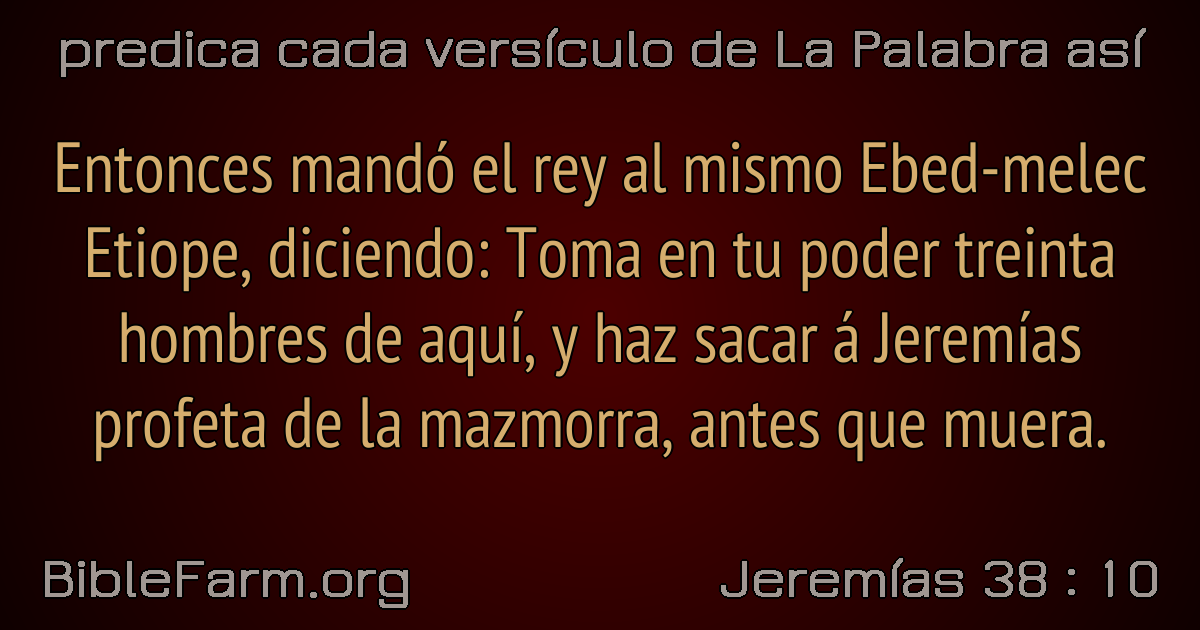 predica cada versículo de La Palabra así
Entonces mandó el rey al mismo Ebed-melec
Etiope, diciendo: Toma en tu poder treinta
hombres de aquí, y haz sacar á Jeremías
profeta de la mazmorra, antes que muera.
BibleFarm.org
Jeremías 38 : 10